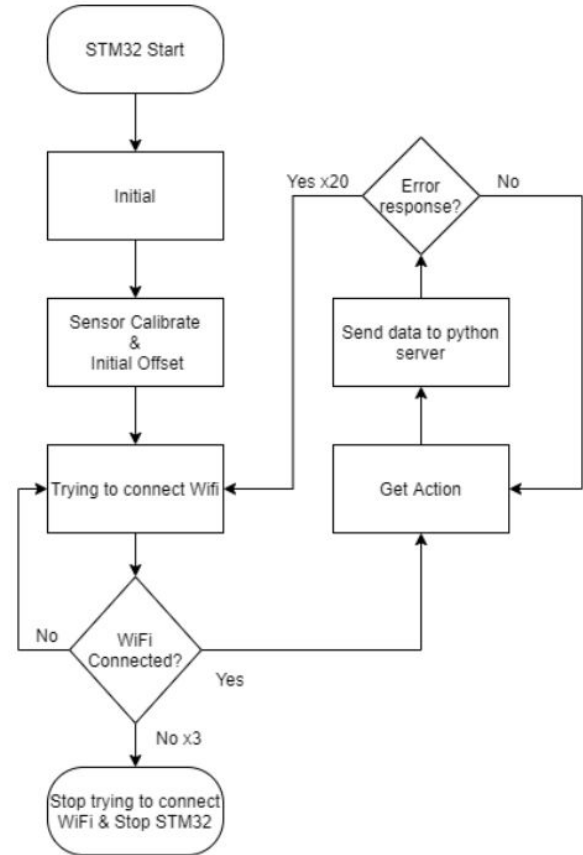 STM32 Start
Initial
Sensor Calibrate
&
Initial Offset
Trying to connect Wifi
No
WiFi
Connected?
Yes
No x3
Stop trying to connect
WiFi & Stop STM32
Yes x20
Error
response?
No
Send data to python
server
Get Action